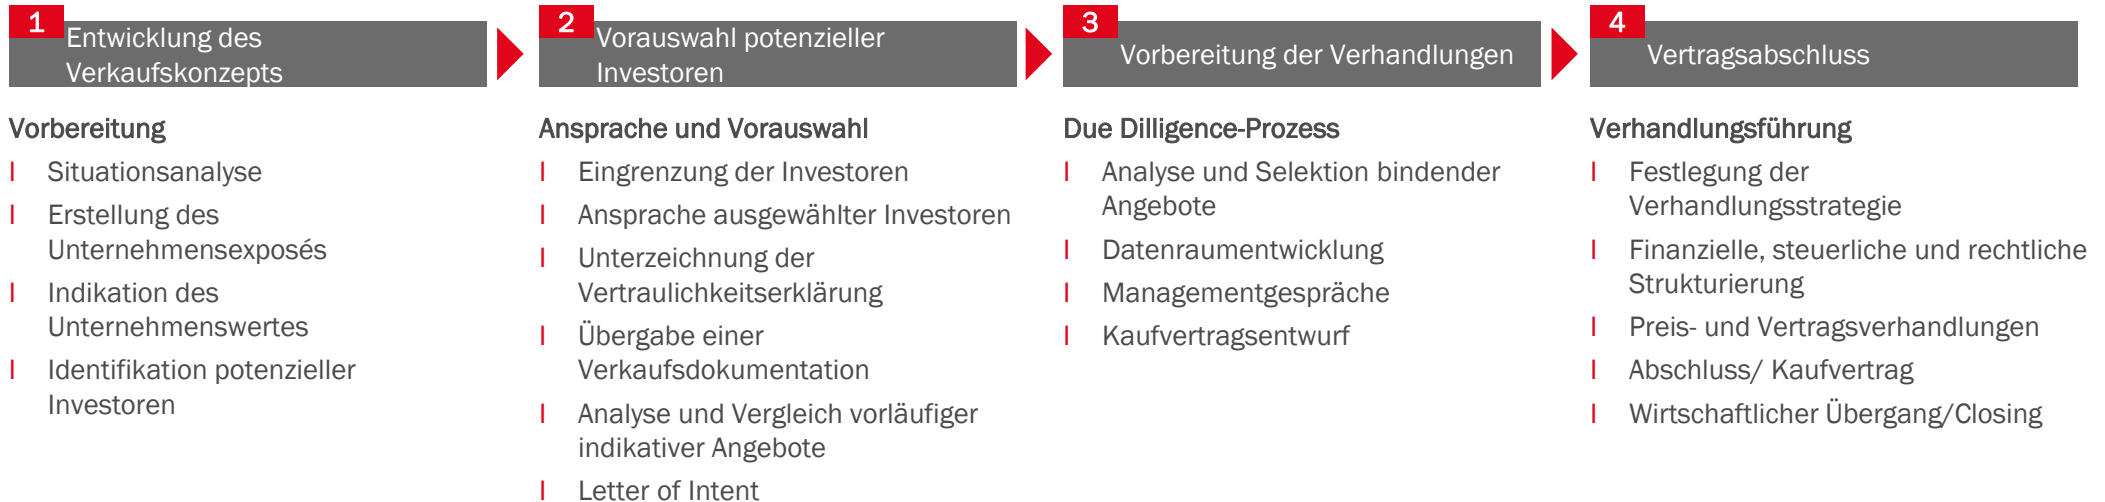 1
Entwicklung des
Verkaufskonzepts
2
Vorauswahl potenzieller
Investoren
3
Vorbereitung der Verhandlungen
4
Vertragsabschluss
Vorbereitung
Situationsanalyse
Erstellung des
Unternehmensexposés
Indikation des
Unternehmenswertes
Identifikation potenzieller
Investoren
Ansprache und Vorauswahl
Eingrenzung der Investoren
Ansprache ausgewählter Investoren
Unterzeichnung der
Vertraulichkeitserklärung
Übergabe einer
Verkaufsdokumentation
Analyse und Vergleich vorläufiger
indikativer Angebote
Letter of Intent
Due Dilligence-Prozess
Analyse und Selektion bindender
Angebote
Datenraumentwicklung
Managementgespräche
Kaufvertragsentwurf
Verhandlungsführung
Festlegung der
Verhandlungsstrategie
Finanzielle, steuerliche und rechtliche
Strukturierung
Preis- und Vertragsverhandlungen
Abschluss/ Kaufvertrag
Wirtschaftlicher Übergang/Closing